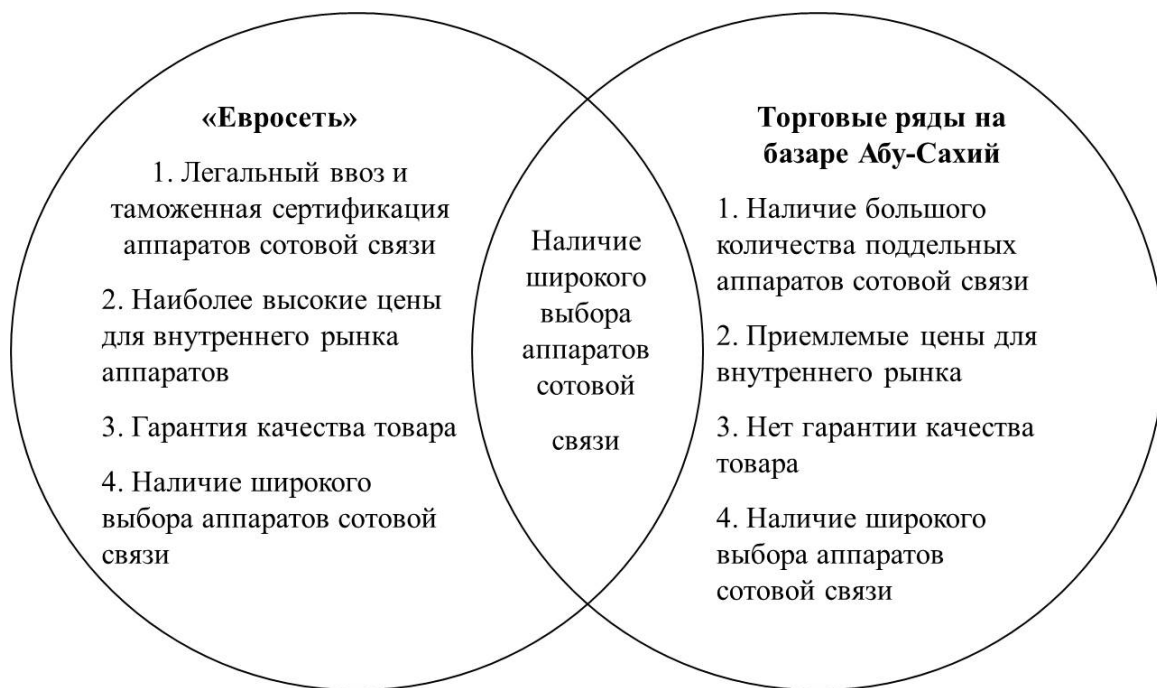 «Евросеть»
1. Легальный ввоз и
таможенная сертификация
аппаратов сотовой связи
2. Наиболее высокие цены
для внутреннего рынка
аппаратов
3. Гарантия качества товара
4. Наличие широкого
выбора аппаратов сотовой
связи
Наличие
широкого
выбора
аппаратов
сотовой
связи
Торговые ряды на
базаре Абу-Сахий
1. Наличие большого
количества поддельных
аппаратов сотовой связи
2. Приемлемые цены для
внутреннего рынка
3. Нет гарантии качества
товара
4. Наличие широкого
выбора аппаратов
сотовой связи